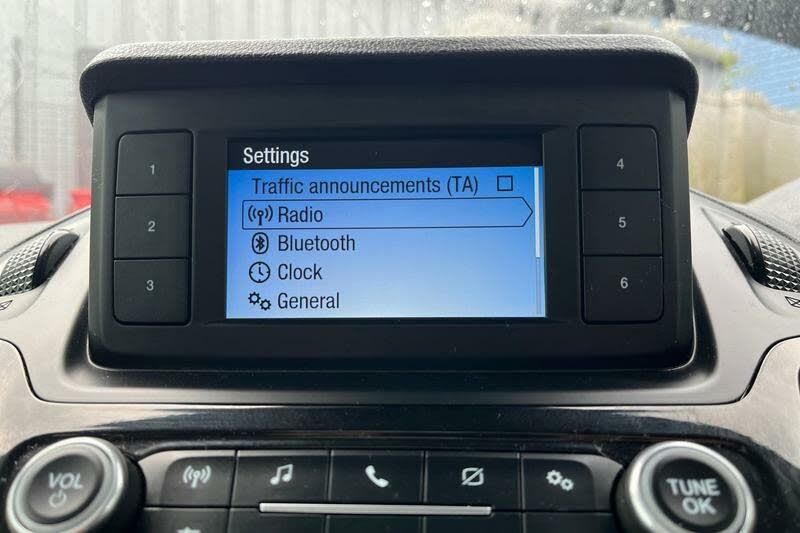 Settings
Traffic announcements (TA)
Radio
Bluetooth
Clock
General
1
2
3
4
5
6
VOL
TUNE
OK